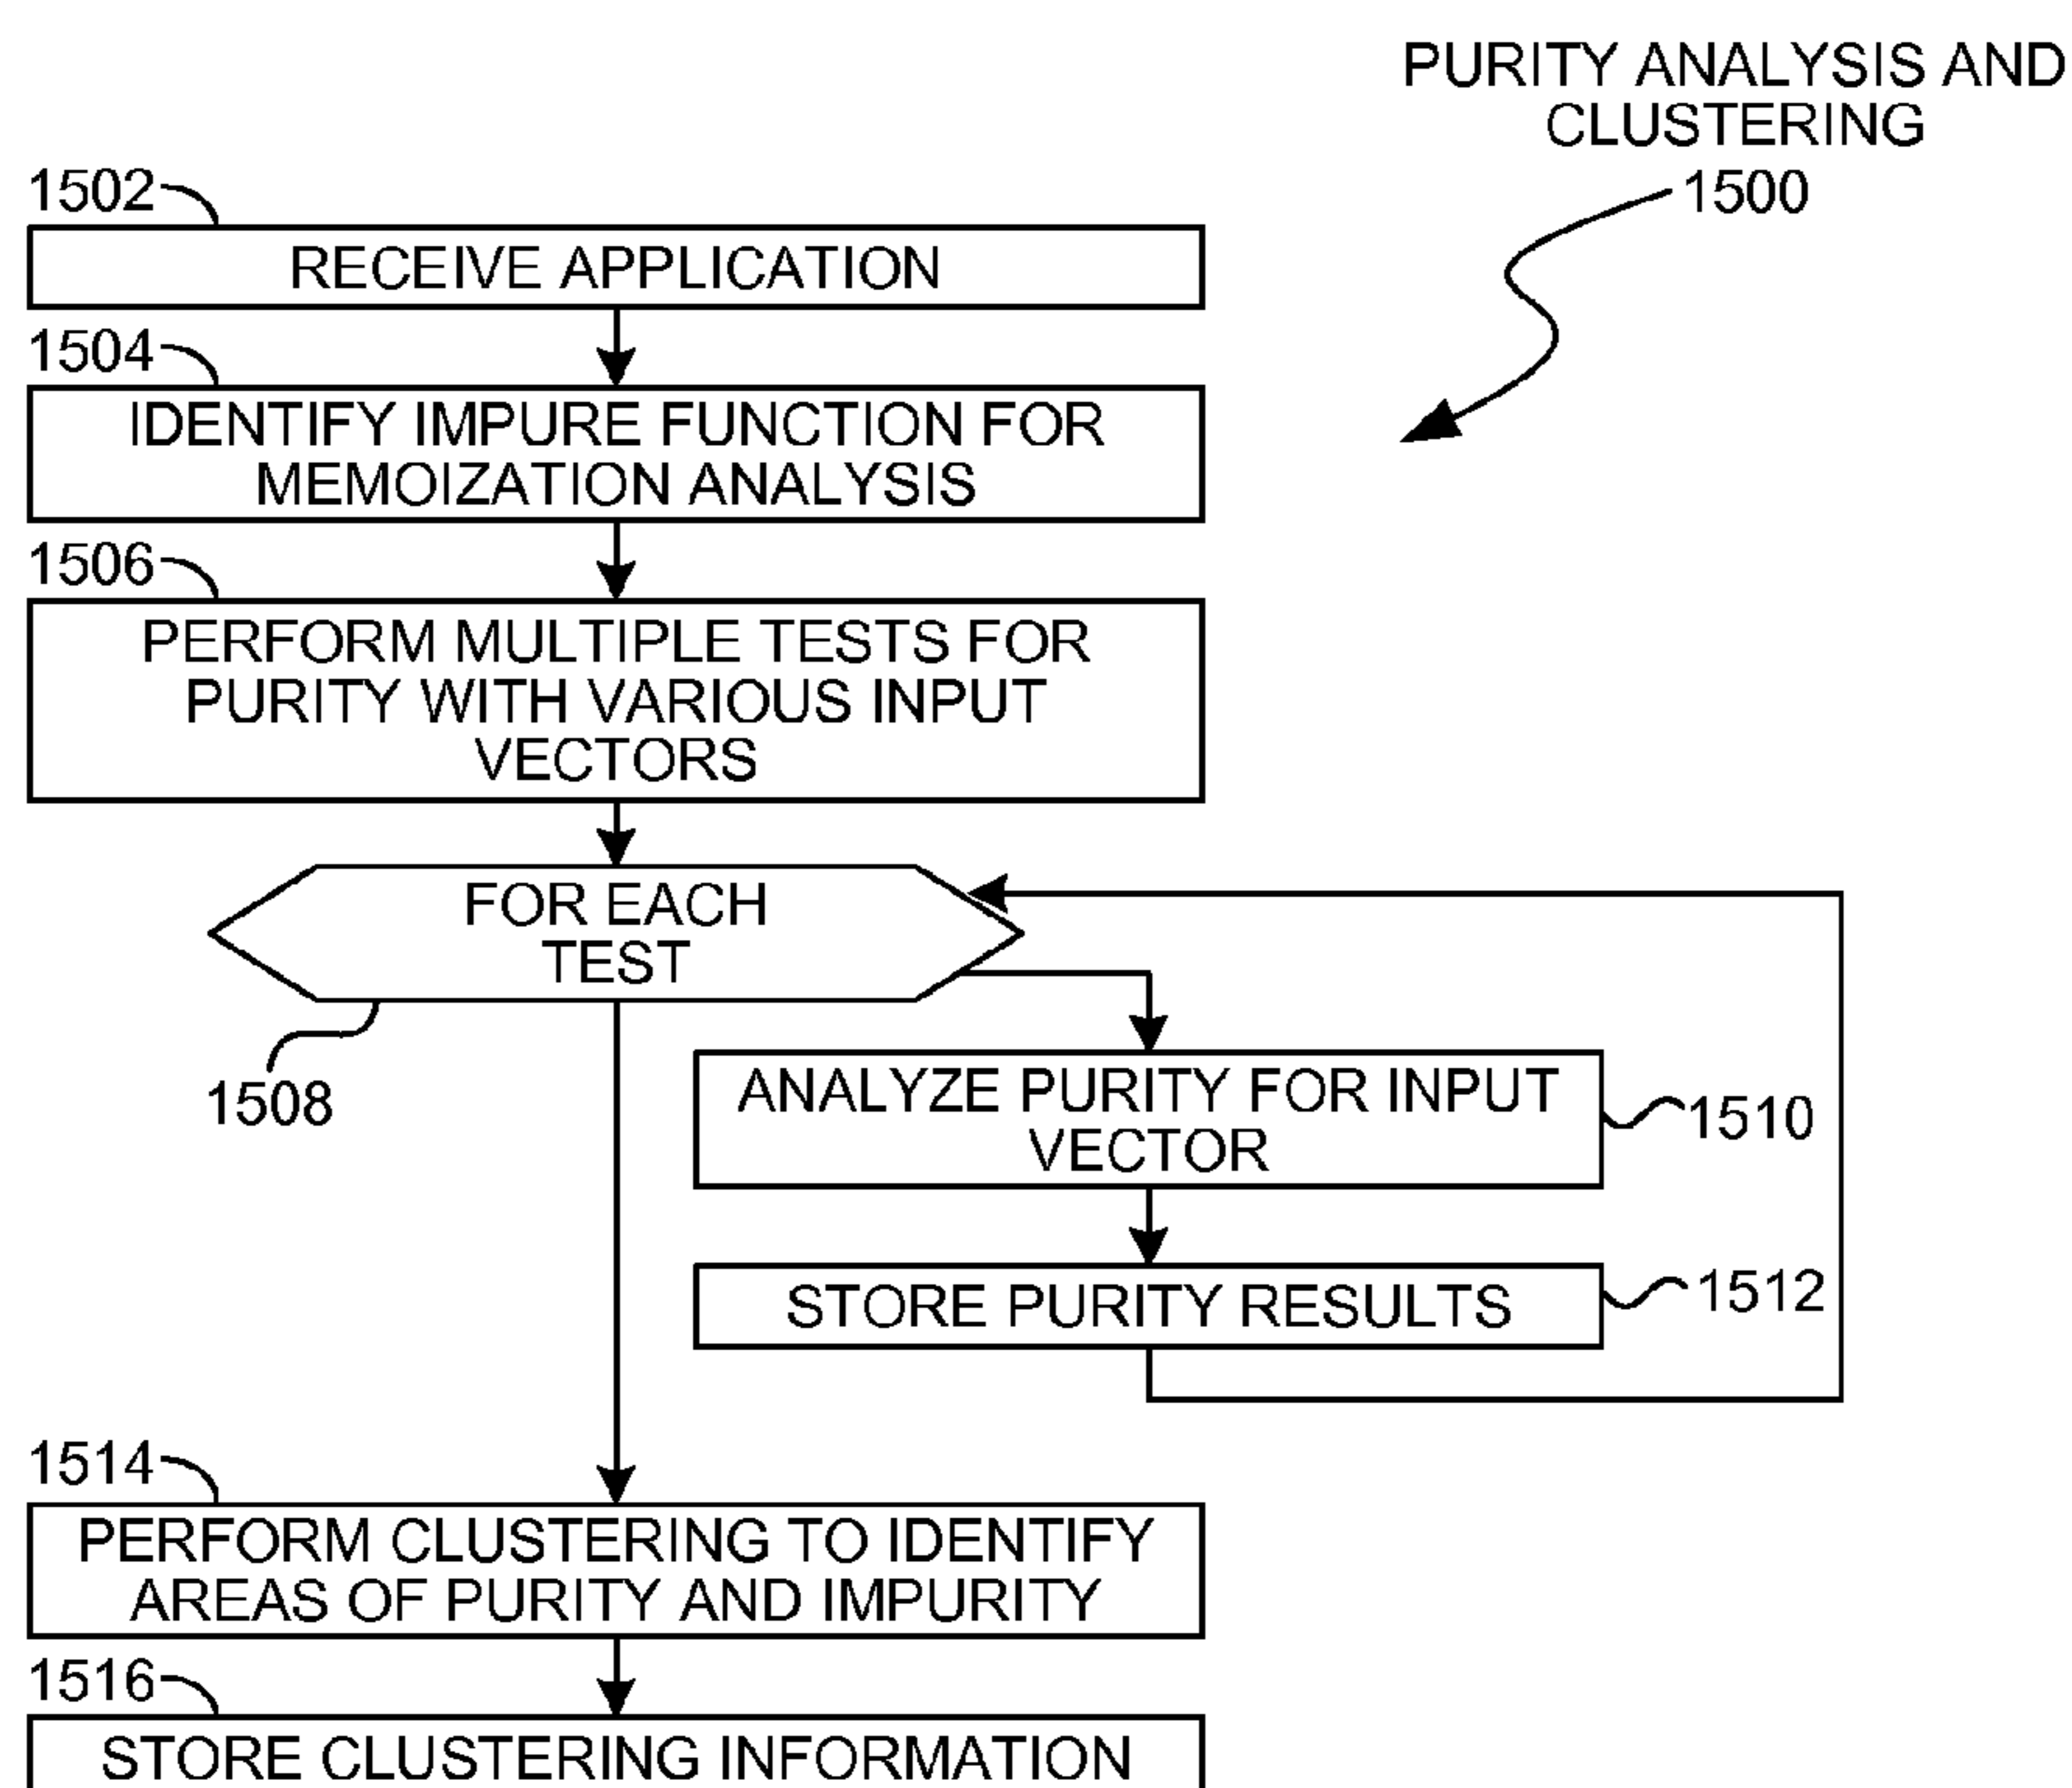 PURITY ANALYSIS AND
CLUSTERING
1500
1502
RECEIVE APPLICATION
1504
IDENTIFY IMPURE FUNCTION FOR
MEMOIZATION ANALYSIS
1506
PERFORM MULTIPLE TESTS FOR
PURITY WITH VARIOUS INPUT
VECTORS
FOR EACH
TEST
1508
ANALYZE PURITY FOR INPUT
VECTOR
1510
STORE PURITY RESULTS
1512
1514
PERFORM CLUSTERING TO IDENTIFY
AREAS OF PURITY AND IMPURITY
1516
STORE CLUSTERING INFORMATION